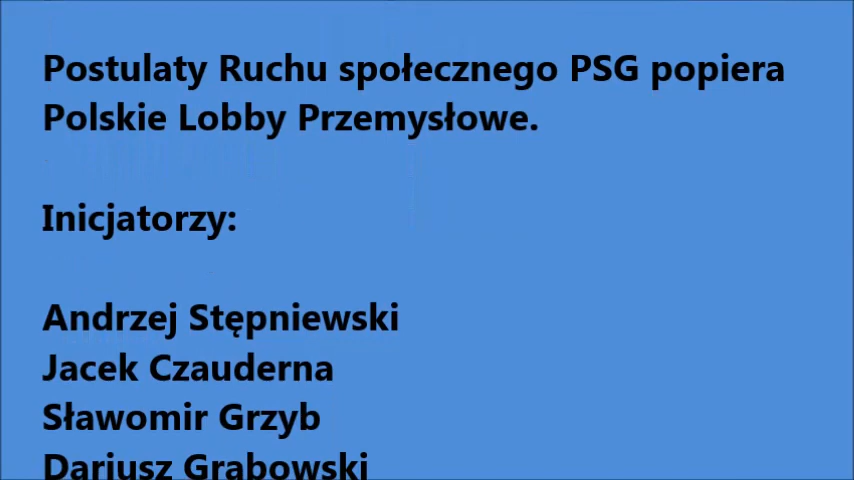 Postulaty Ruchu społecznego PSG popiera
Polskie Lobby Przemysłowe.
Inicjatorzy:
Andrzej Stępniewski
Jacek Czauderna
Sławomir Grzyb
Dariusz Grabowski